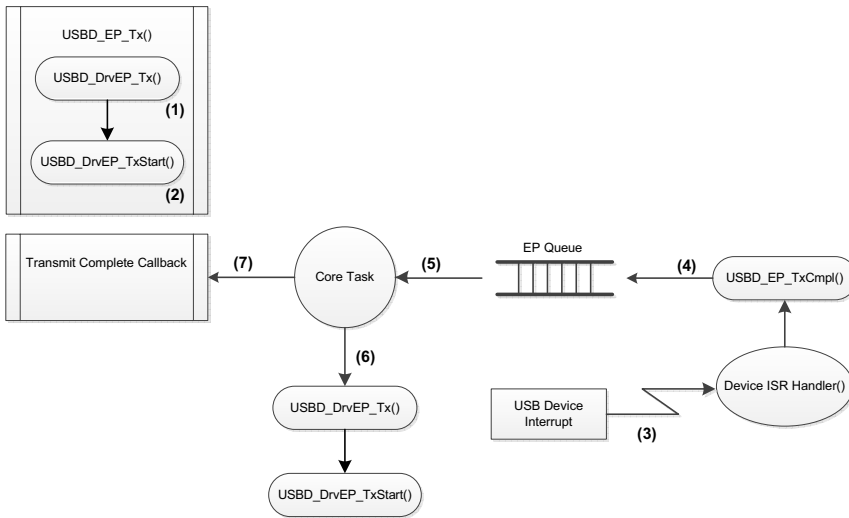 USBD_EP_Tx()
USBD_DrvEP_Tx()
(1)
USBD_DrvEP_TxStart()
(2)
Transmit Complete Callback
(7)
Core Task
(5)
EP Queue
(4)
USBD_EP_TxCmpl()
(6)
USBD_DrvEP_Tx()
USBD_DrvEP_TxStart()
USB Device
Interrupt
(3)
Device ISR Handler()